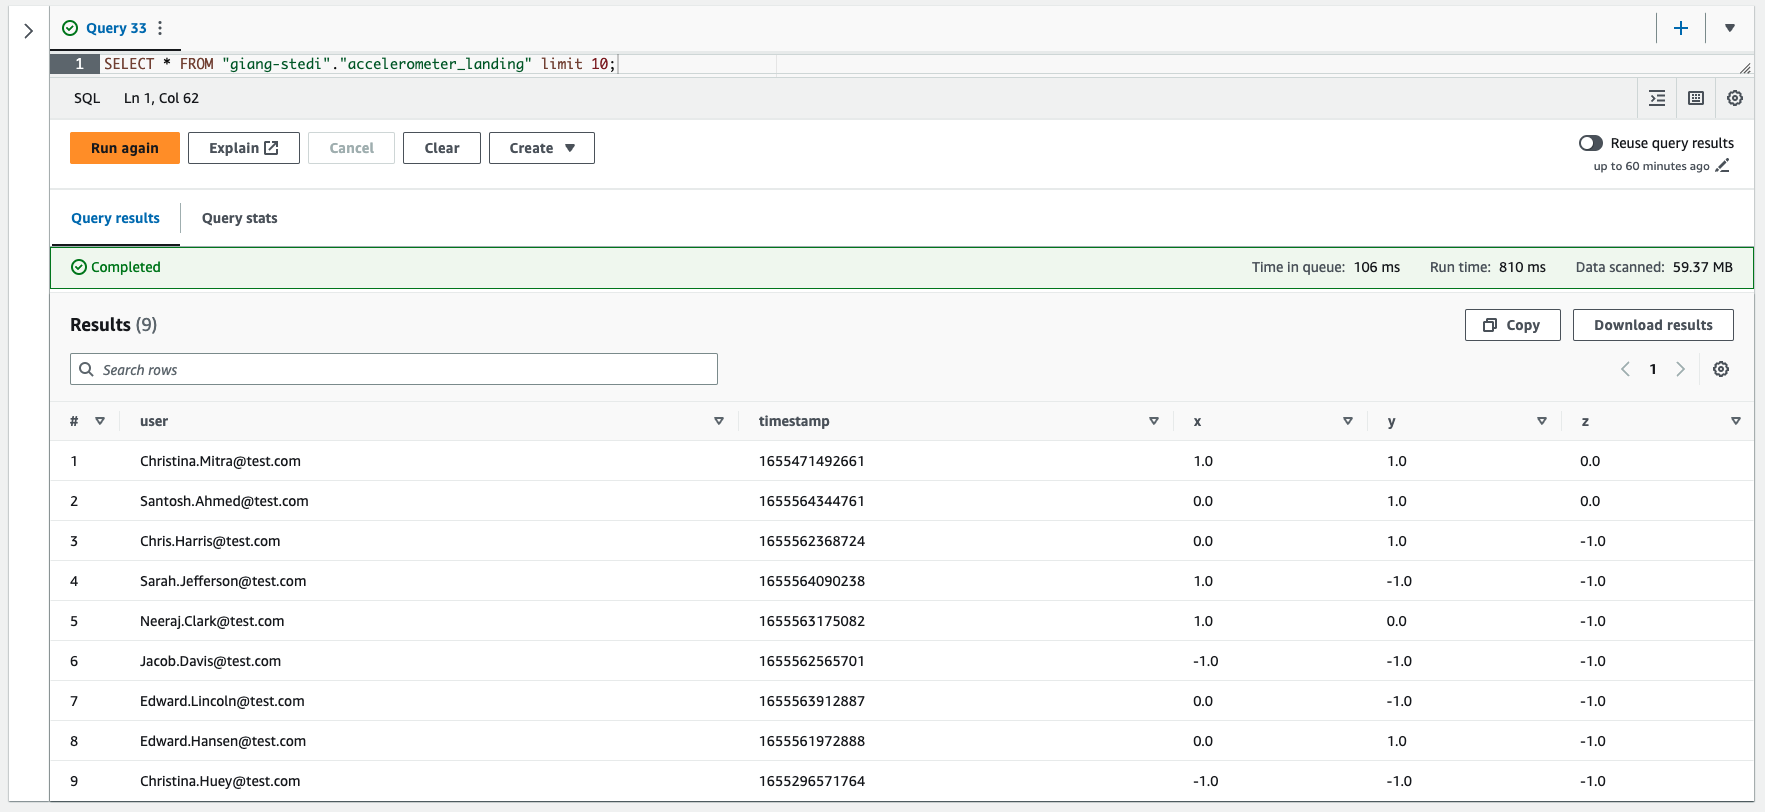 Query 33
1 SELECT * FROM "giang-stedi"."accelerometer_landing" limit 10;
SQL Ln 1, Col 62
Run again Explain Cancel Clear Create Reuse query results
up to 60 minutes ago
Query results Query stats
Completed Time in queue: 106 ms Run time: 810 ms Data scanned: 59.37 MB
Results (9) Copy Download results
Search rows 1
# user timestamp x y z
1 Christina.Mitra@test.com 1655471492661 1.0 1.0 0.0
2 Santosh.Ahmed@test.com 1655564344761 0.0 1.0 0.0
3 Chris.Harris@test.com 1655562368724 0.0 1.0 -1.0
4 Sarah.Jefferson@test.com 1655564090238 1.0 -1.0 -1.0
5 Neeraj.Clark@test.com 1655563175082 1.0 0.0 -1.0
6 Jacob.Davis@test.com 1655562565701 -1.0 -1.0 -1.0
7 Edward.Lincoln@test.com 1655563912887 0.0 -1.0 -1.0
8 Edward.Hansen@test.com 1655561972888 0.0 1.0 -1.0
9 Christina.Huey@test.com 1655296571764 -1.0 -1.0 -1.0